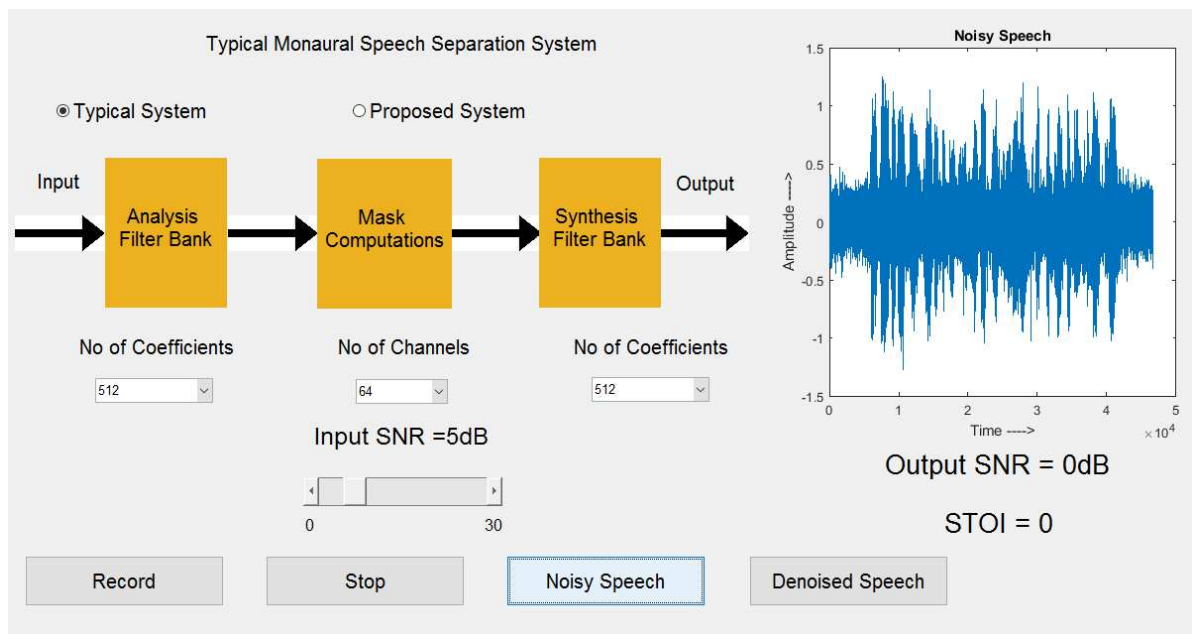 Typical Monaural Speech Separation System
Typical System
Proposed System
Input
Analysis
Filter Bank
Mask
Computations
Synthesis
Filter Bank
Output
No of Coefficients
No of Channels
No of Coefficients
512
64
512
Input SNR =5dB
0
30
Noisy Speech
1.5
1
0.5
0
-0.5
-1
-1.5
Amplitude ---->
0
1
2
3
4
5
Time ---->
×10⁴
Output SNR = 0dB
STOI = 0
Record
Stop
Noisy Speech
Denoised Speech